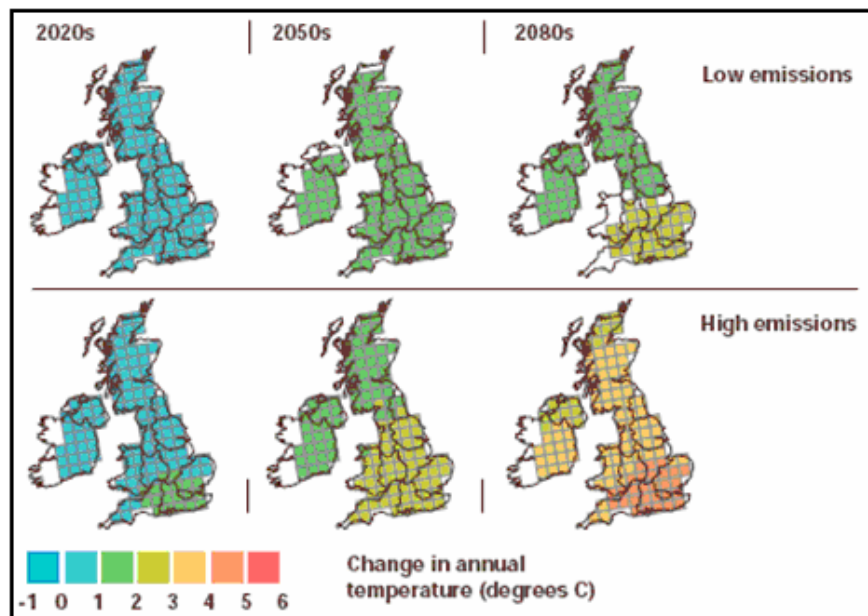 2020s 2050s 2080s
Low emissions
High emissions
Change in annual
temperature (degrees C)
-1 0 1 2 3 4 5 6